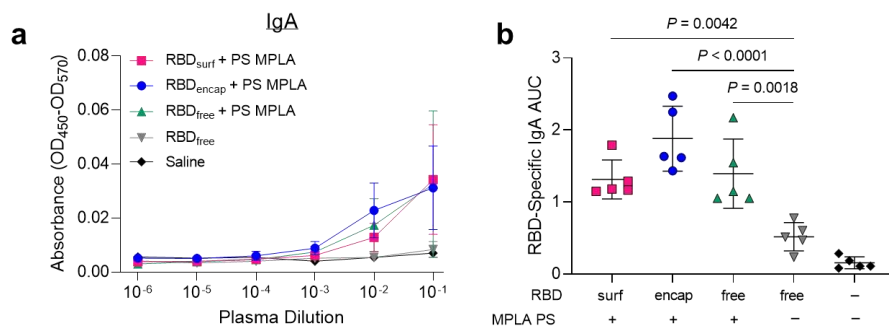 a
IgA
Absorbance (OD450-OD570)
0.08
0.06
0.04
0.02
0.00
RBDsurf + PS MPLA
RBDencap + PS MPLA
RBDfree + PS MPLA
RBDfree
Saline
10-6 10-5 10-4 10-3 10-2 10-1
Plasma Dilution
b
P = 0.0042
P < 0.0001
P = 0.0018
RBD-Specific IgA AUC
3
2
1
0
RBD surf encap free free –
MPLA PS + + + – –